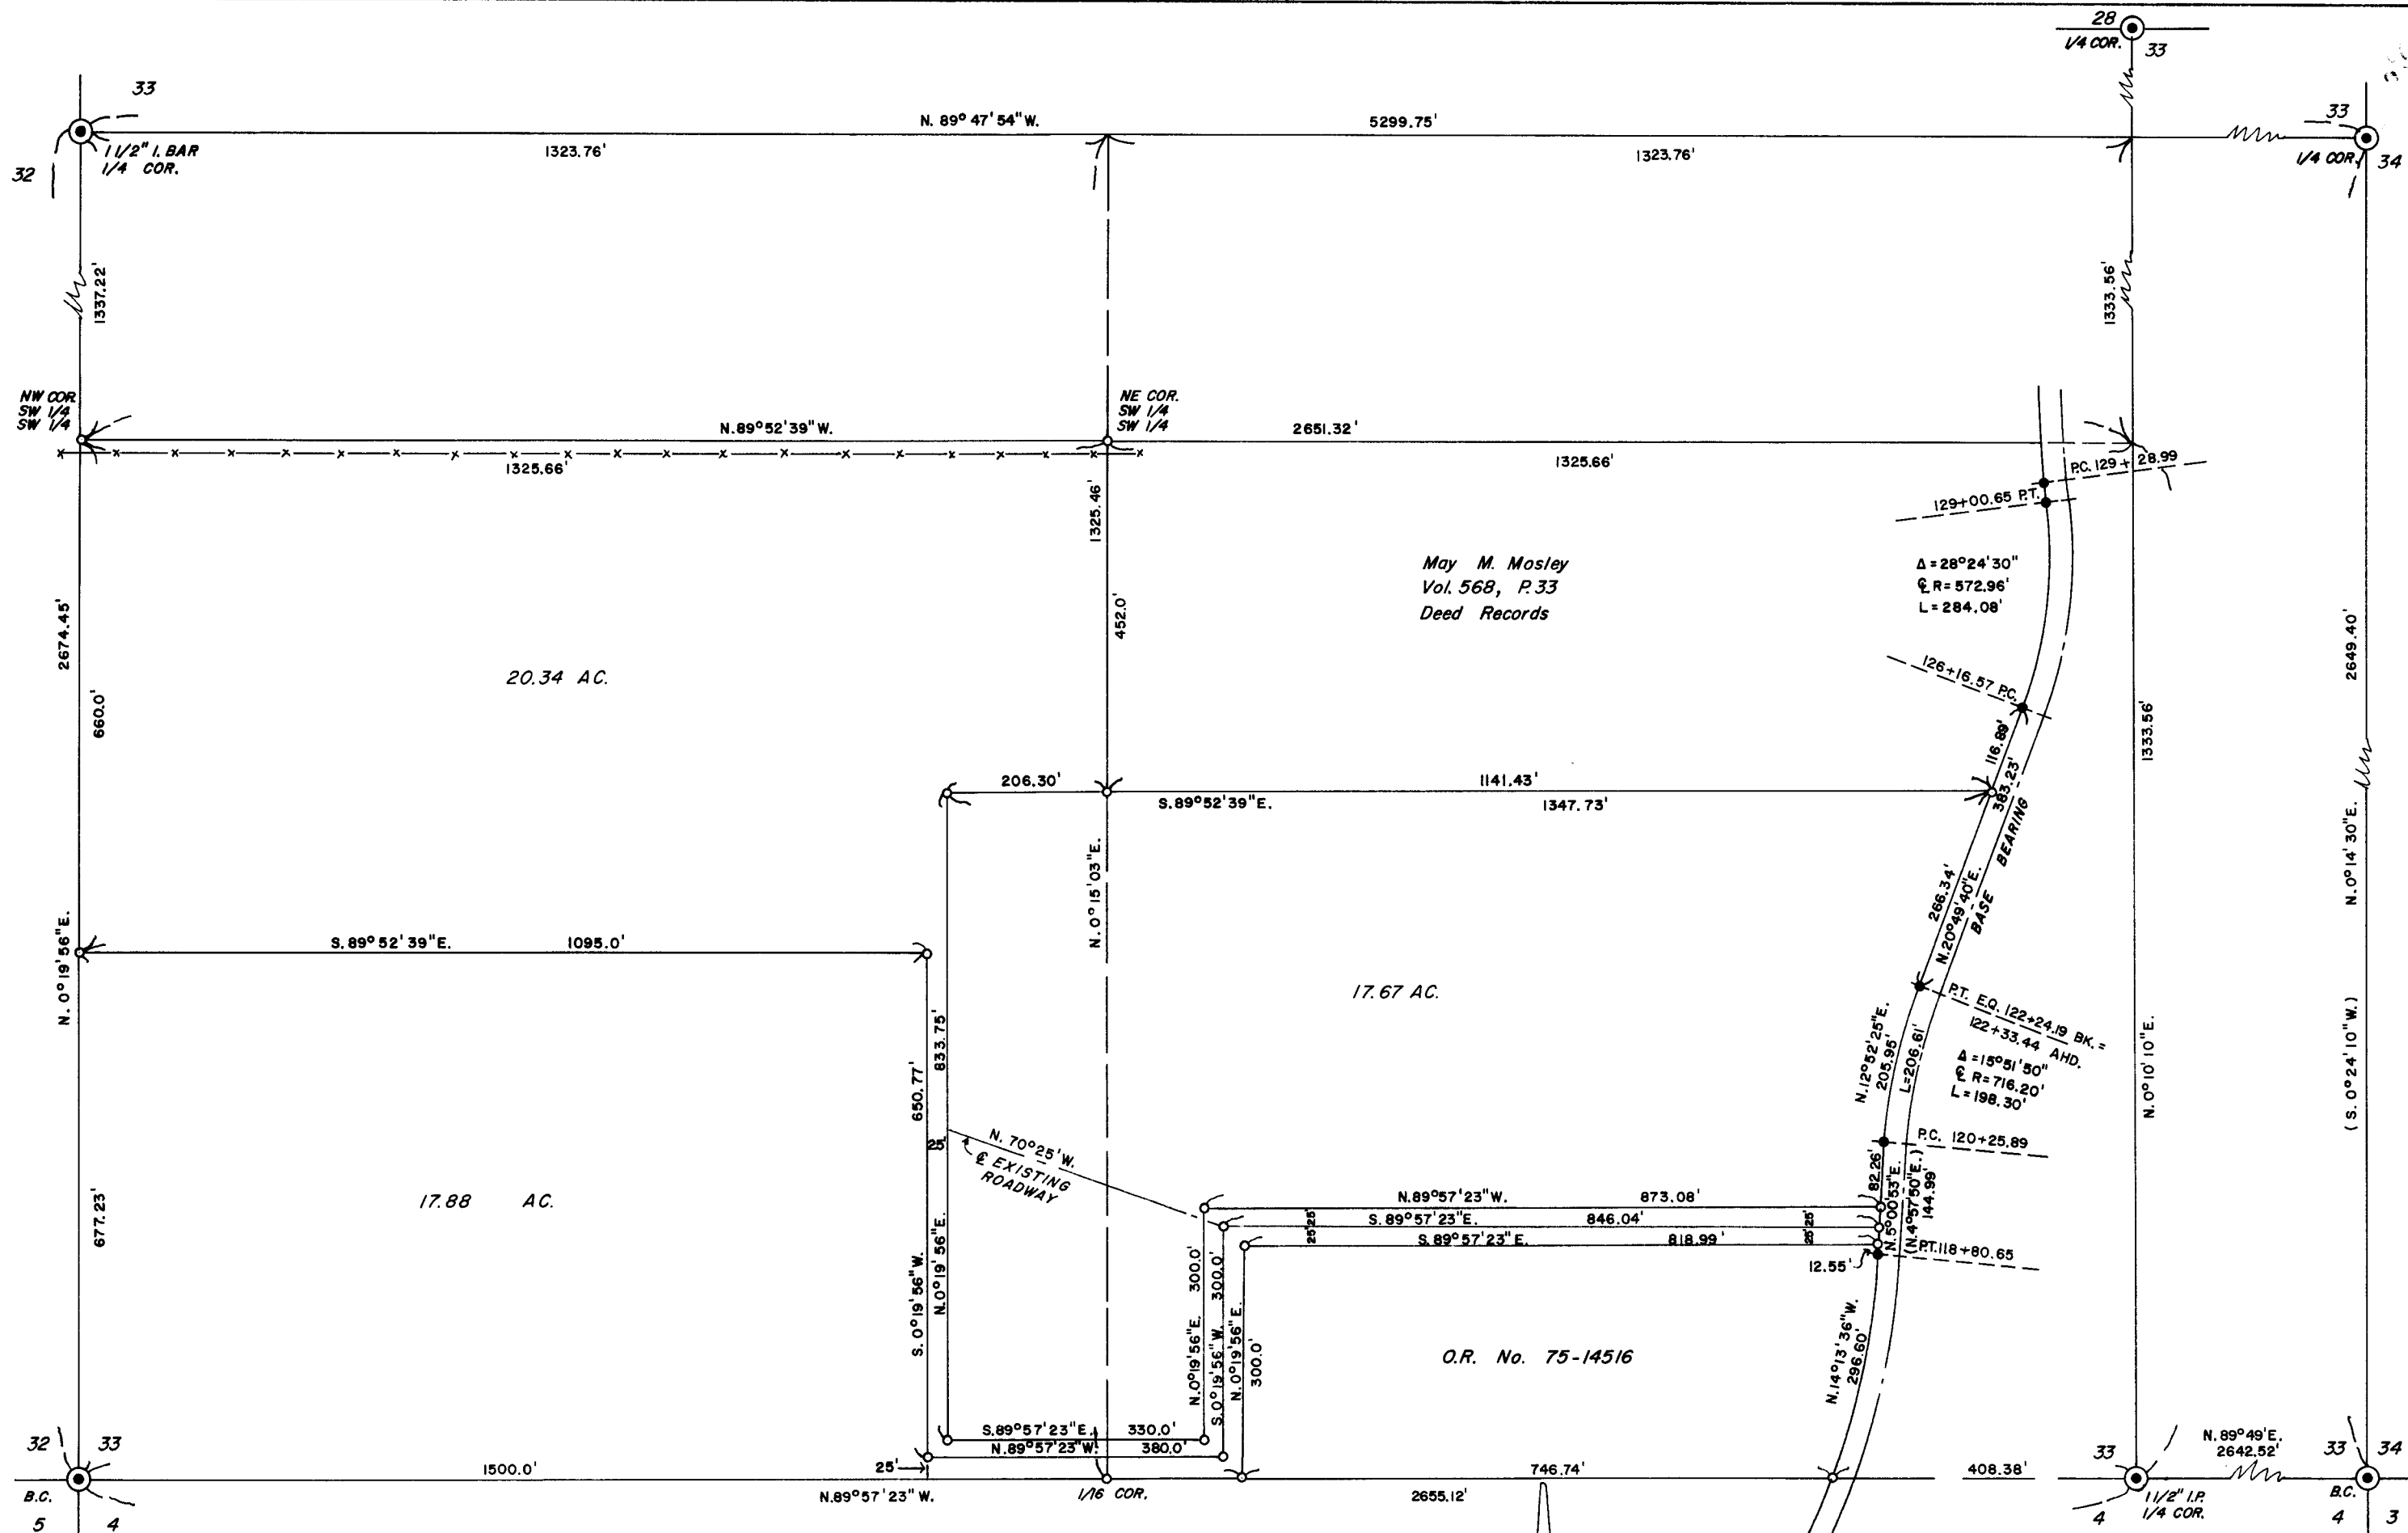 28
1/4 COR.
33
33
N. 89° 47' 54" W.
5299.75'
33
1 1/2" I. BAR
1/4 COR.
1323.76'
1323.76'
1/4 COR.
34
32
1337.22'
1333.56'
NW COR.
SW 1/4
SW 1/4
NE COR.
SW 1/4
SW 1/4
N.89°52'39"W.
2651.32'
1325.66'
1325.66'
P.C. 129 + 28.99
129+00.65 P.T.
1325.46'
May M. Mosley
Vol. 568, P. 33
Deed Records
Δ = 28°24'30"
℄ R = 572.96'
L = 284.08'
2674.45'
452.0'
2649.40'
20.34 AC.
126+16.57 P.C.
660.0'
116.89'
383.23'
1333.56'
206.30'
1141.43'
S.89°52'39"E.
1347.73'
BASE BEARING
N.0°15'03"E.
N.0°14'30"E.
266.34'
N.20°49'40"E.
N. 0°19'56"E.
S.89°52'39"E.
1095.0'
17.67 AC.
P.T. EQ. 122+24.19 BK. =
122+33.44 AHD.
833.75'
650.77'
N.12°52'25"E.
205.95'
L=206.61'
Δ = 15°51'50"
℄ R = 716.20'
L = 198.30'
N.0°10'10"E.
(S.0°24'10"W.)
25'
N. 70°25'W.
℄ EXISTING
ROADWAY
P.C. 120+25.89
17.88 AC.
677.23'
82.26'
N.5°00'53"E.
(N.4°57'50"E.)
144.99'
N.89°57'23"W.
873.08'
25'25'
S.89°57'23"E.
846.04'
25'25'
S.89°57'23"E.
818.99'
P.T. 118+80.65
12.55'
S.0°19'56"W.
N.0°19'56"E.
N.0°19'56"E. 300.0'
S.0°19'56"W. 300.0'
N.0°19'56"E.
300.0'
O.R. No. 75-14516
N.14°13'36"W.
296.60'
S.89°57'23"E.
330.0'
N.89°57'23"W.
380.0'
32
33
25'
1500.0'
746.74'
408.38'
33
N.89°49'E.
2642.52'
33
34
B.C.
N.89°57'23"W.
1/16 COR.
2655.12'
1 1/2" I.P.
1/4 COR.
B.C.
5
4
4
4
3